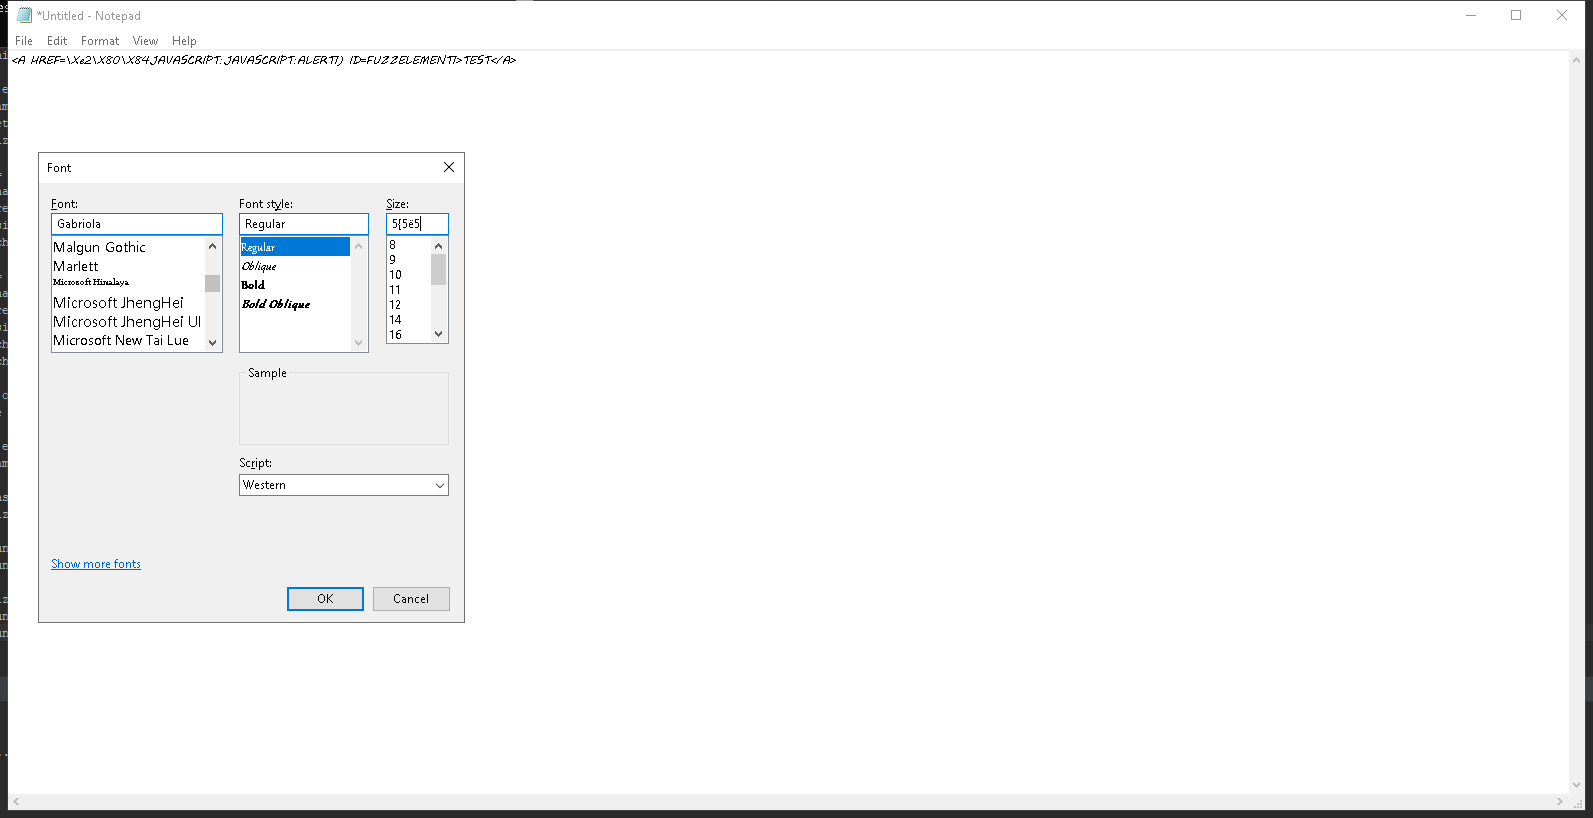 *Untitled - Notepad
File Edit Format View Help
<A HREF=\Xe2\X80\X84JAVASCRIPT:JAVASCRIPT:ALERT(1) ID=FUZZELEMENT1>TEST</A>
Font
Font:
Font style:
Size:
Gabriola
Regular
5{5ë5
Malgun Gothic
Marlett
Microsoft Himalaya
Microsoft JhengHei
Microsoft JhengHei UI
Microsoft New Tai Lue
Regular
Oblique
Bold
Bold Oblique
8
9
10
11
12
14
16
Sample
Script:
Western
Show more fonts
OK
Cancel